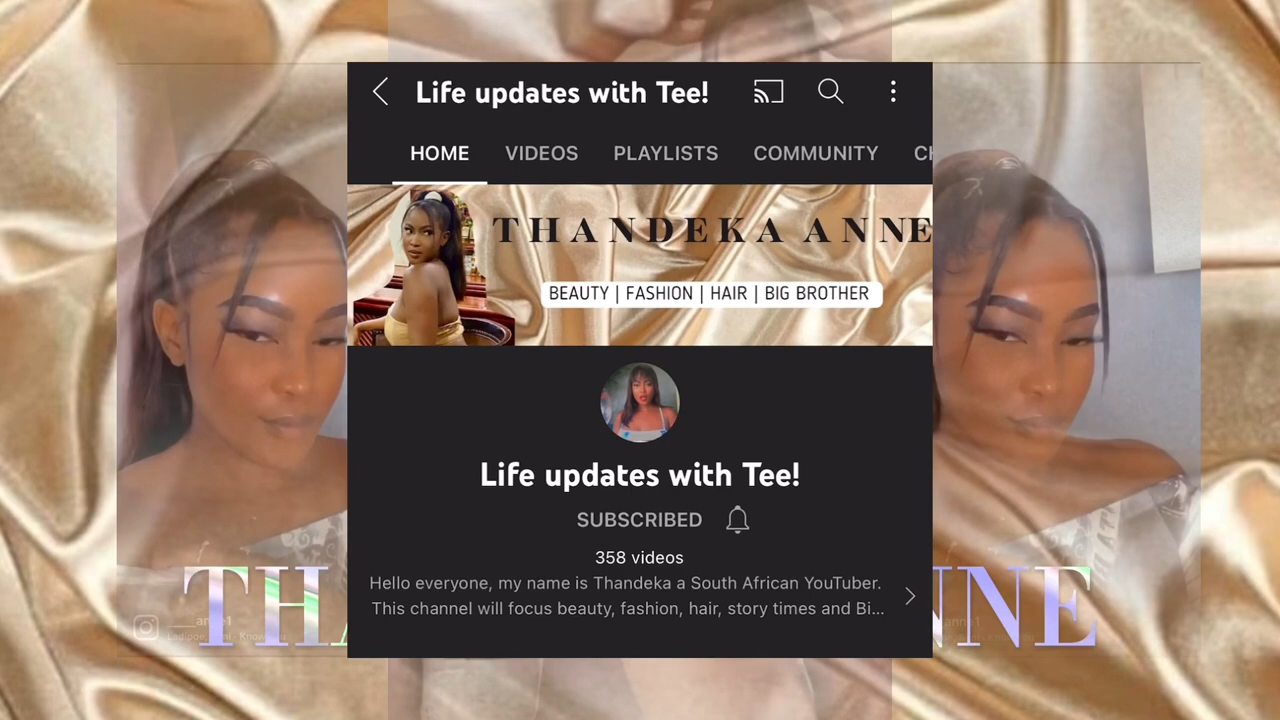 Life updates with Tee!
HOME VIDEOS PLAYLISTS COMMUNITY
THANDEKA ANNE
BEAUTY | FASHION | HAIR | BIG BROTHER
Life updates with Tee!
SUBSCRIBED
358 videos
Hello everyone, my name is Thandeka a South African YouTuber.
This channel will focus beauty, fashion, hair, story times and Bi...
TH NNE